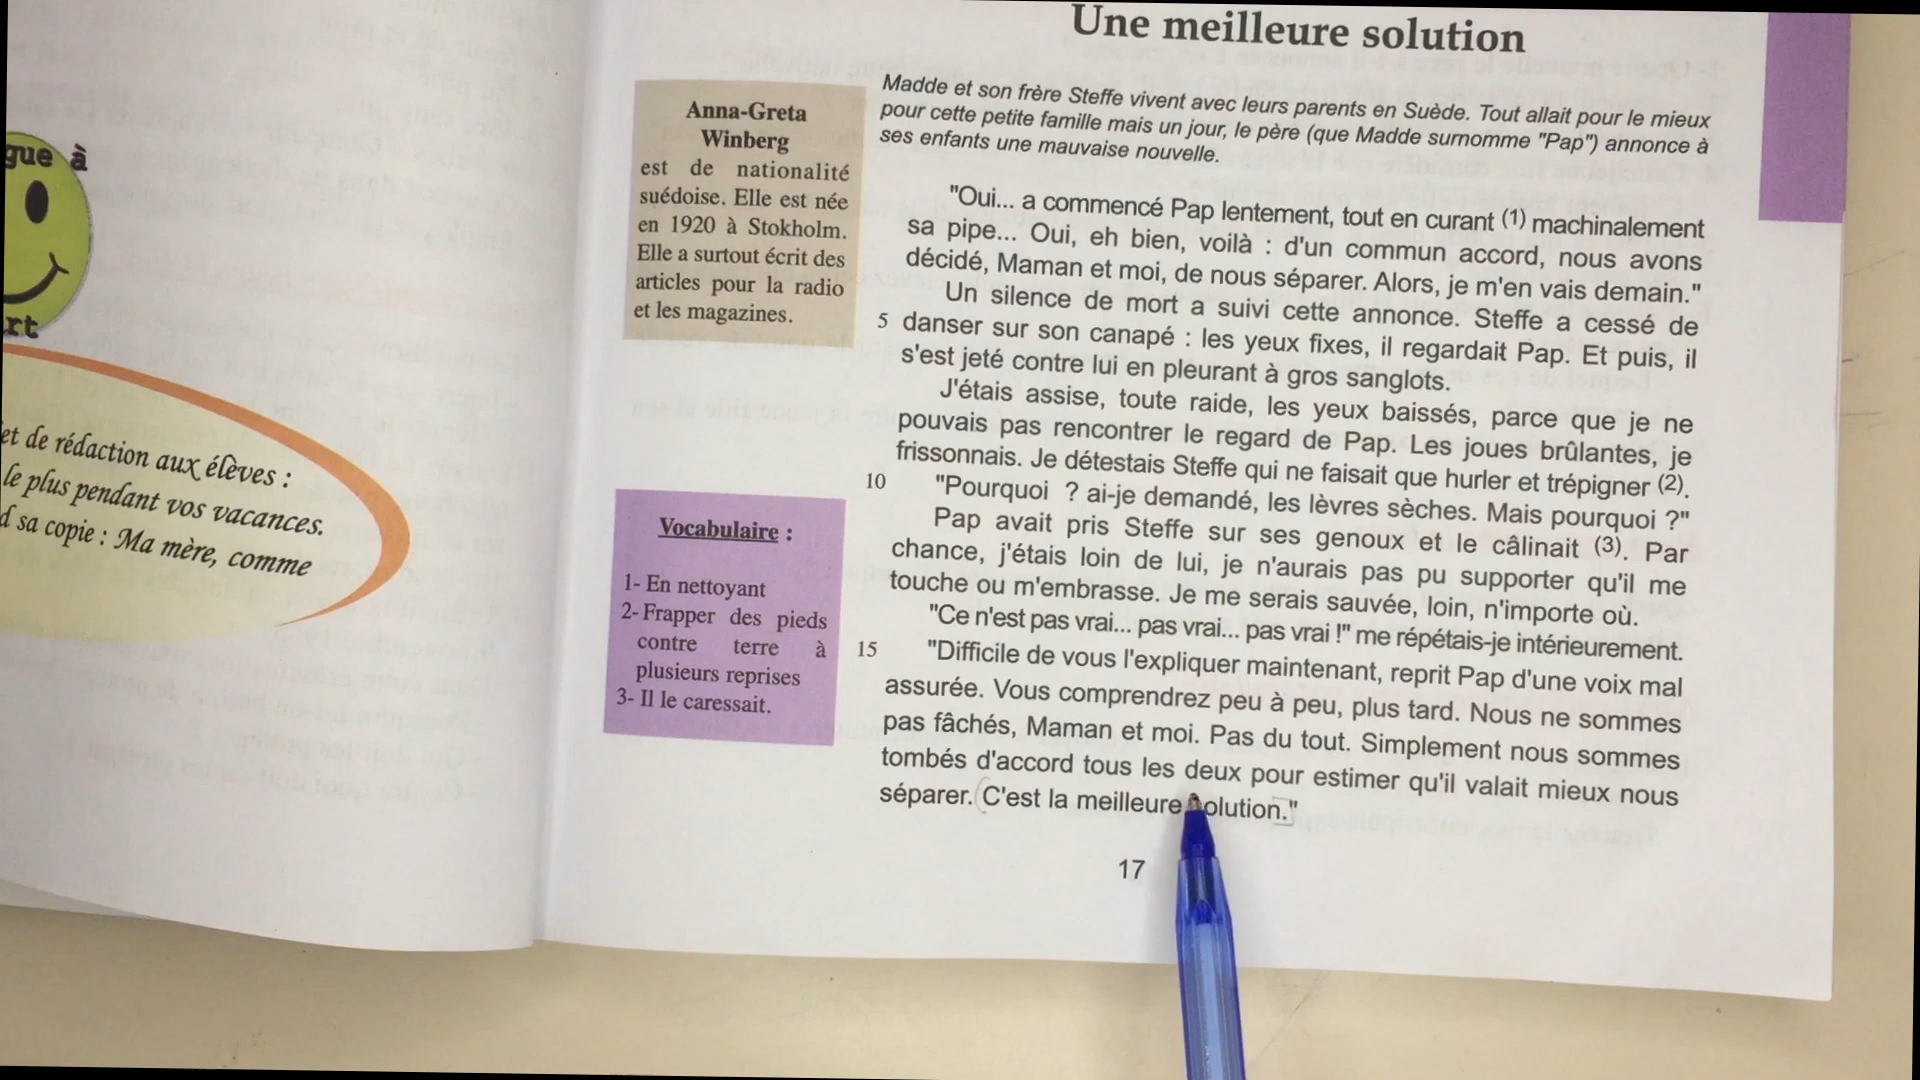 gue à
rt
et de rédaction aux élèves :
le plus pendant vos vacances.
sa copie : Ma mère, comme
Une meilleure solution
Anna-Greta
Winberg
est de nationalité
suédoise. Elle est née
en 1920 à Stokholm.
Elle a surtout écrit des
articles pour la radio
et les magazines.
Vocabulaire :
1- En nettoyant
2- Frapper des pieds
contre terre à
plusieurs reprises
3- Il le caressait.
Madde et son frère Steffe vivent avec leurs parents en Suède. Tout allait pour le mieux
pour cette petite famille mais un jour, le père (que Madde surnomme "Pap") annonce à
ses enfants une mauvaise nouvelle.
"Oui... a commencé Pap lentement, tout en curant (1) machinalement
sa pipe... Oui, eh bien, voilà : d'un commun accord, nous avons
décidé, Maman et moi, de nous séparer. Alors, je m'en vais demain."
Un silence de mort a suivi cette annonce. Steffe a cessé de
5 danser sur son canapé : les yeux fixes, il regardait Pap. Et puis, il
s'est jeté contre lui en pleurant à gros sanglots.
J'étais assise, toute raide, les yeux baissés, parce que je ne
pouvais pas rencontrer le regard de Pap. Les joues brûlantes, je
frissonnais. Je détestais Steffe qui ne faisait que hurler et trépigner (2).
10 "Pourquoi ? ai-je demandé, les lèvres sèches. Mais pourquoi ?"
Pap avait pris Steffe sur ses genoux et le câlinait (3). Par
chance, j'étais loin de lui, je n'aurais pas pu supporter qu'il me
touche ou m'embrasse. Je me serais sauvée, loin, n'importe où.
"Ce n'est pas vrai... pas vrai... pas vrai !" me répétais-je intérieurement.
15 "Difficile de vous l'expliquer maintenant, reprit Pap d'une voix mal
assurée. Vous comprendrez peu à peu, plus tard. Nous ne sommes
pas fâchés, Maman et moi. Pas du tout. Simplement nous sommes
tombés d'accord tous les deux pour estimer qu'il valait mieux nous
séparer. C'est la meilleure solution."
17